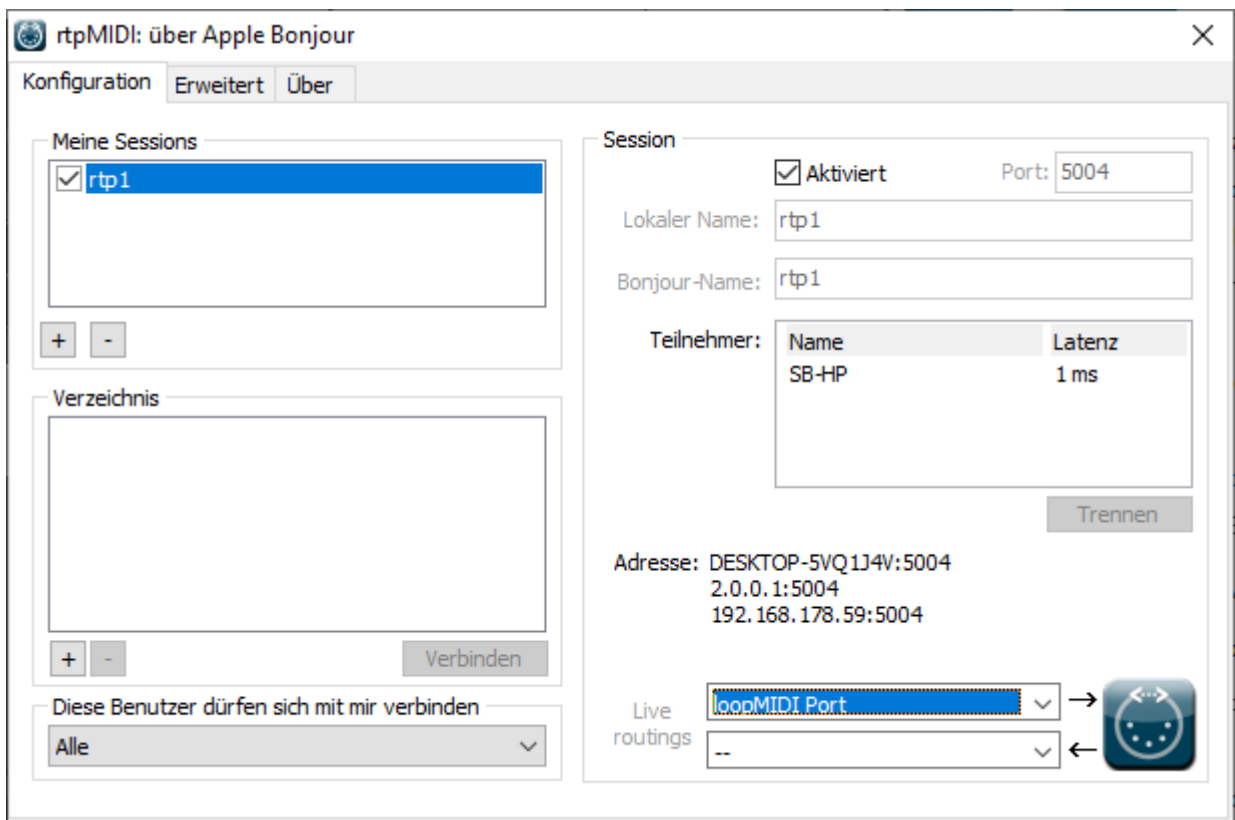 rtpMIDI: über Apple Bonjour
Konfiguration Erweitert Über
Meine Sessions
rtp1
+ -
Verzeichnis
+ - Verbinden
Diese Benutzer dürfen sich mit mir verbinden
Alle
Session
Aktiviert Port: 5004
Lokaler Name: rtp1
Bonjour-Name: rtp1
Teilnehmer: Name Latenz
SB-HP 1 ms
Trennen
Adresse: DESKTOP-5VQ1J4V:5004
2.0.0.1:5004
192.168.178.59:5004
Live routings
loopMIDI Port →
-- ←